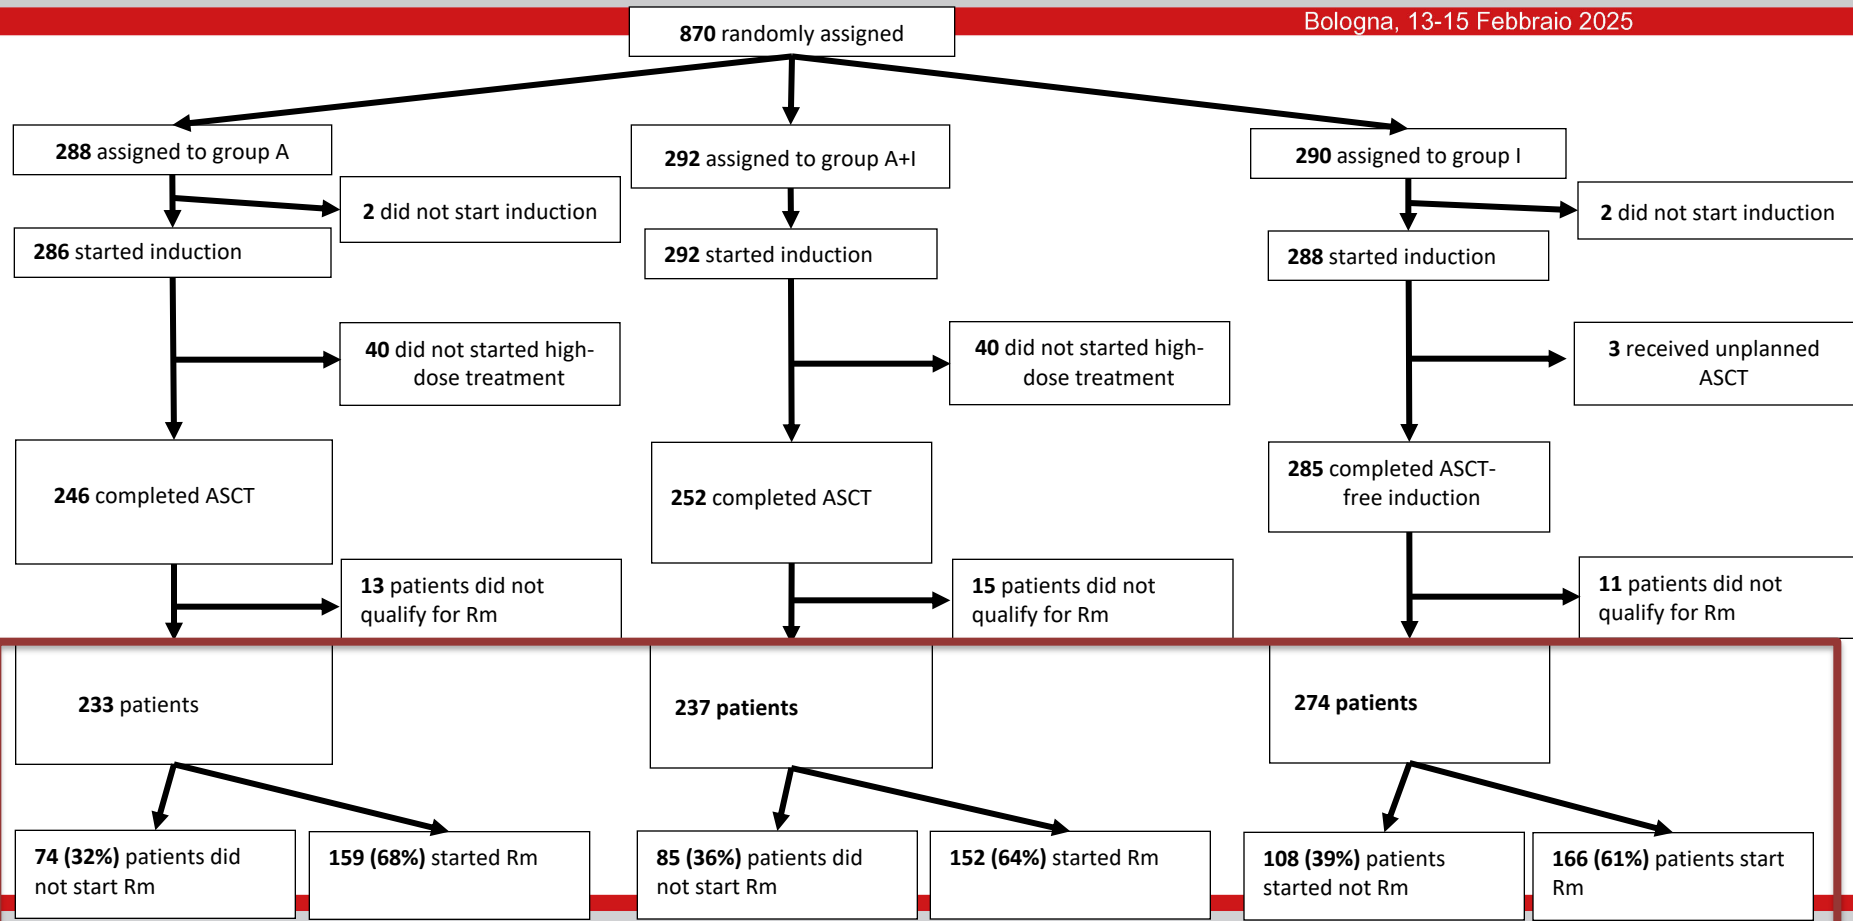 Bologna, 13-15 Febbraio 2025
870 randomly assigned
288 assigned to group A
292 assigned to group A+I
290 assigned to group I
2 did not start induction
2 did not start induction
286 started induction
292 started induction
288 started induction
40 did not started high-
dose treatment
40 did not started high-
dose treatment
3 received unplanned
ASCT
246 completed ASCT
252 completed ASCT
285 completed ASCT-
free induction
13 patients did not
qualify for Rm
15 patients did not
qualify for Rm
11 patients did not
qualify for Rm
233 patients
237 patients
274 patients
74 (32%) patients did
not start Rm
159 (68%) started Rm
85 (36%) patients did
not start Rm
152 (64%) started Rm
108 (39%) patients
started not Rm
166 (61%) patients start
Rm